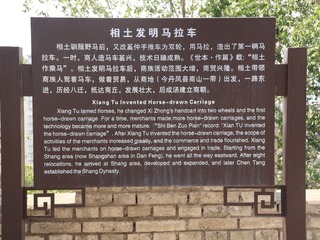 相土发明马拉车
相土驯服野马后，又改奚仲手推车为双轮，用马拉，造出了第一辆马
拉车。一时，商人造马车甚兴，技术日臻成熟。《世本·作篇》载：“相土
作乘马”。相土发明马车后，商族活动范围大增，商贸兴隆。相土带领
商族人驾着马车，做着贸易，从商地（今丹凤县商山一带）出发，一路东
进，历经八迁，抵达商丘，发展壮大，后成汤建立商朝。
Xiang Tu Invented Horse-drawn Carriage
Xiang Tu tamed horses, he changed Xi Zhong's handcart into two wheels and the first
horse-drawn carriage .For a time, merchants made more horse-drawn carriages, and the
technology became more and more mature. "Shi Ben Zuo Pian" record: "Xian TU invented
the horse-drawn carriage". After Xiang Tu invented the horse-drawn carriage, the scope of
activities of the merchants increased greatly, and the commerce and trade flourished. Xiang
Tu led the merchants on horse-drawn carriages and engaged in trade. Starting from the
Shang area (now Shangshan area in Dan Feng), he went all the way eastward. After eight
relocations, he arrived at Shang area, developed and expanded, and later Chen Tang
established the Shang Dynasty.